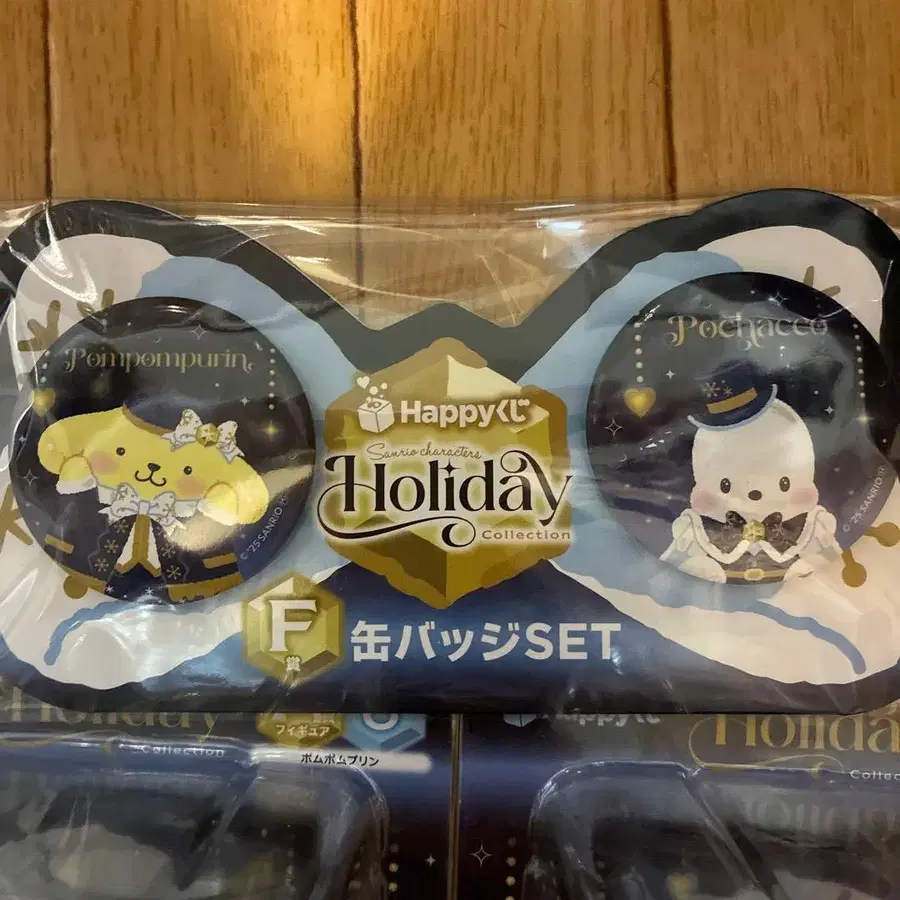 Pompompurin
Pochacco
Happyくじ
Sanrio characters
Holiday
Collection
© '25 SANRIO
© '25 SANRIO
F
賞
缶バッジSET
Holiday
Collection
フィギュア
ポムポムプリン
Happyくじ
Holida
Collec